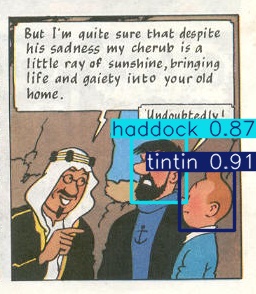 But I'm quite sure that despite
his sadness my cherub is a
little ray of sunshine, bringing
life and gaiety into your old
home.
Undoubtedly!
haddock 0.87
tintin 0.91